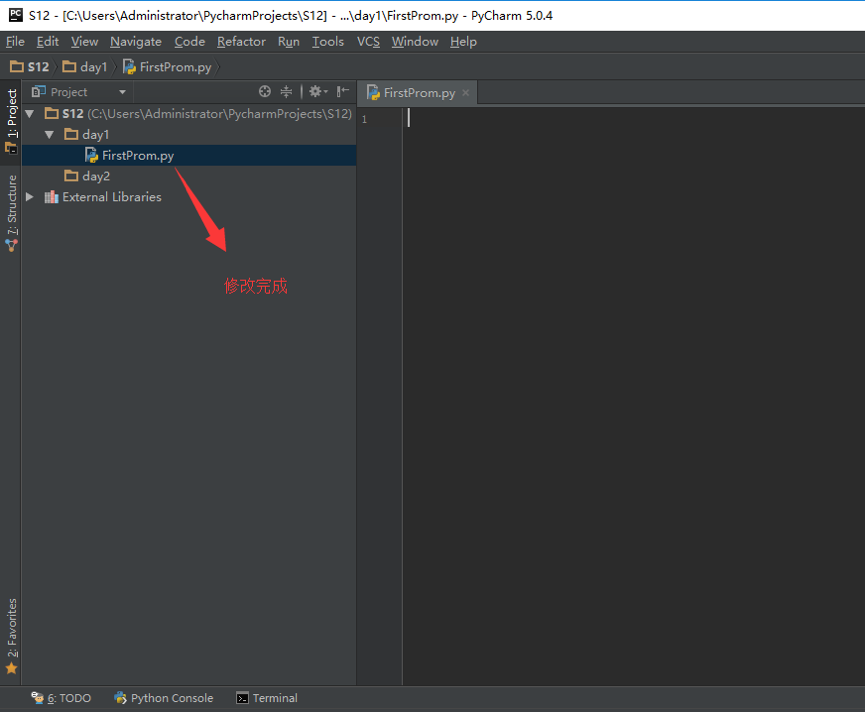 PC S12 - [C:\Users\Administrator\PycharmProjects\S12] - ...\day1\FirstProm.py - PyCharm 5.0.4
File Edit View Navigate Code Refactor Run Tools VCS Window Help
S12 day1 FirstProm.py
1: Project
Project
FirstProm.py
S12 (C:\Users\Administrator\PycharmProjects\S12)
1
day1
FirstProm.py
day2
7: Structure
External Libraries
修改完成
2: Favorites
6: TODO Python Console Terminal